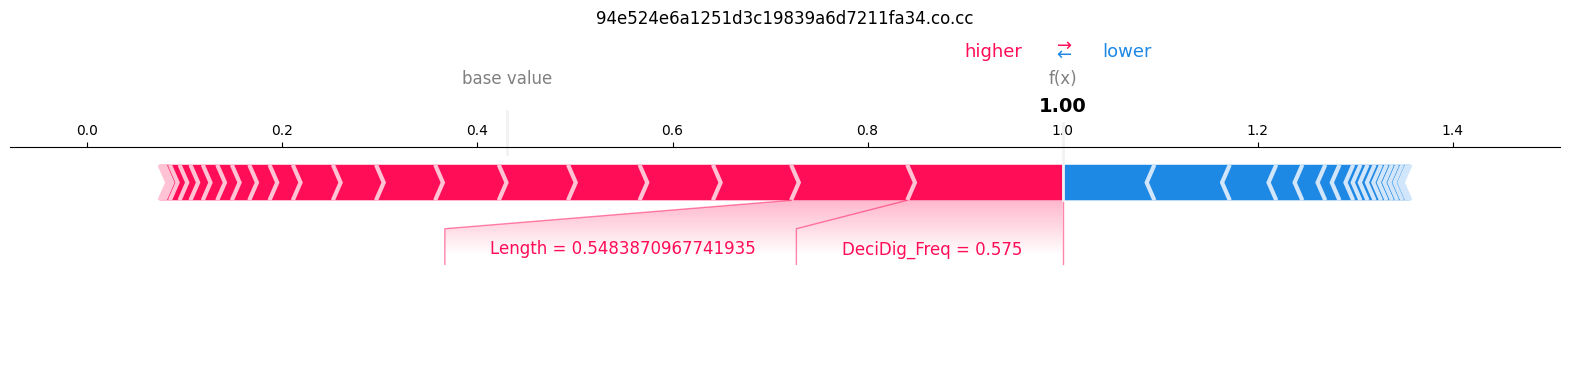 94e524e6a1251d3c19839a6d7211fa34.co.cc
higher ⇄ lower
base value f(x)
1.00
0.0 0.2 0.4 0.6 0.8 1.0 1.2 1.4
Length = 0.5483870967741935 DeciDig_Freq = 0.575